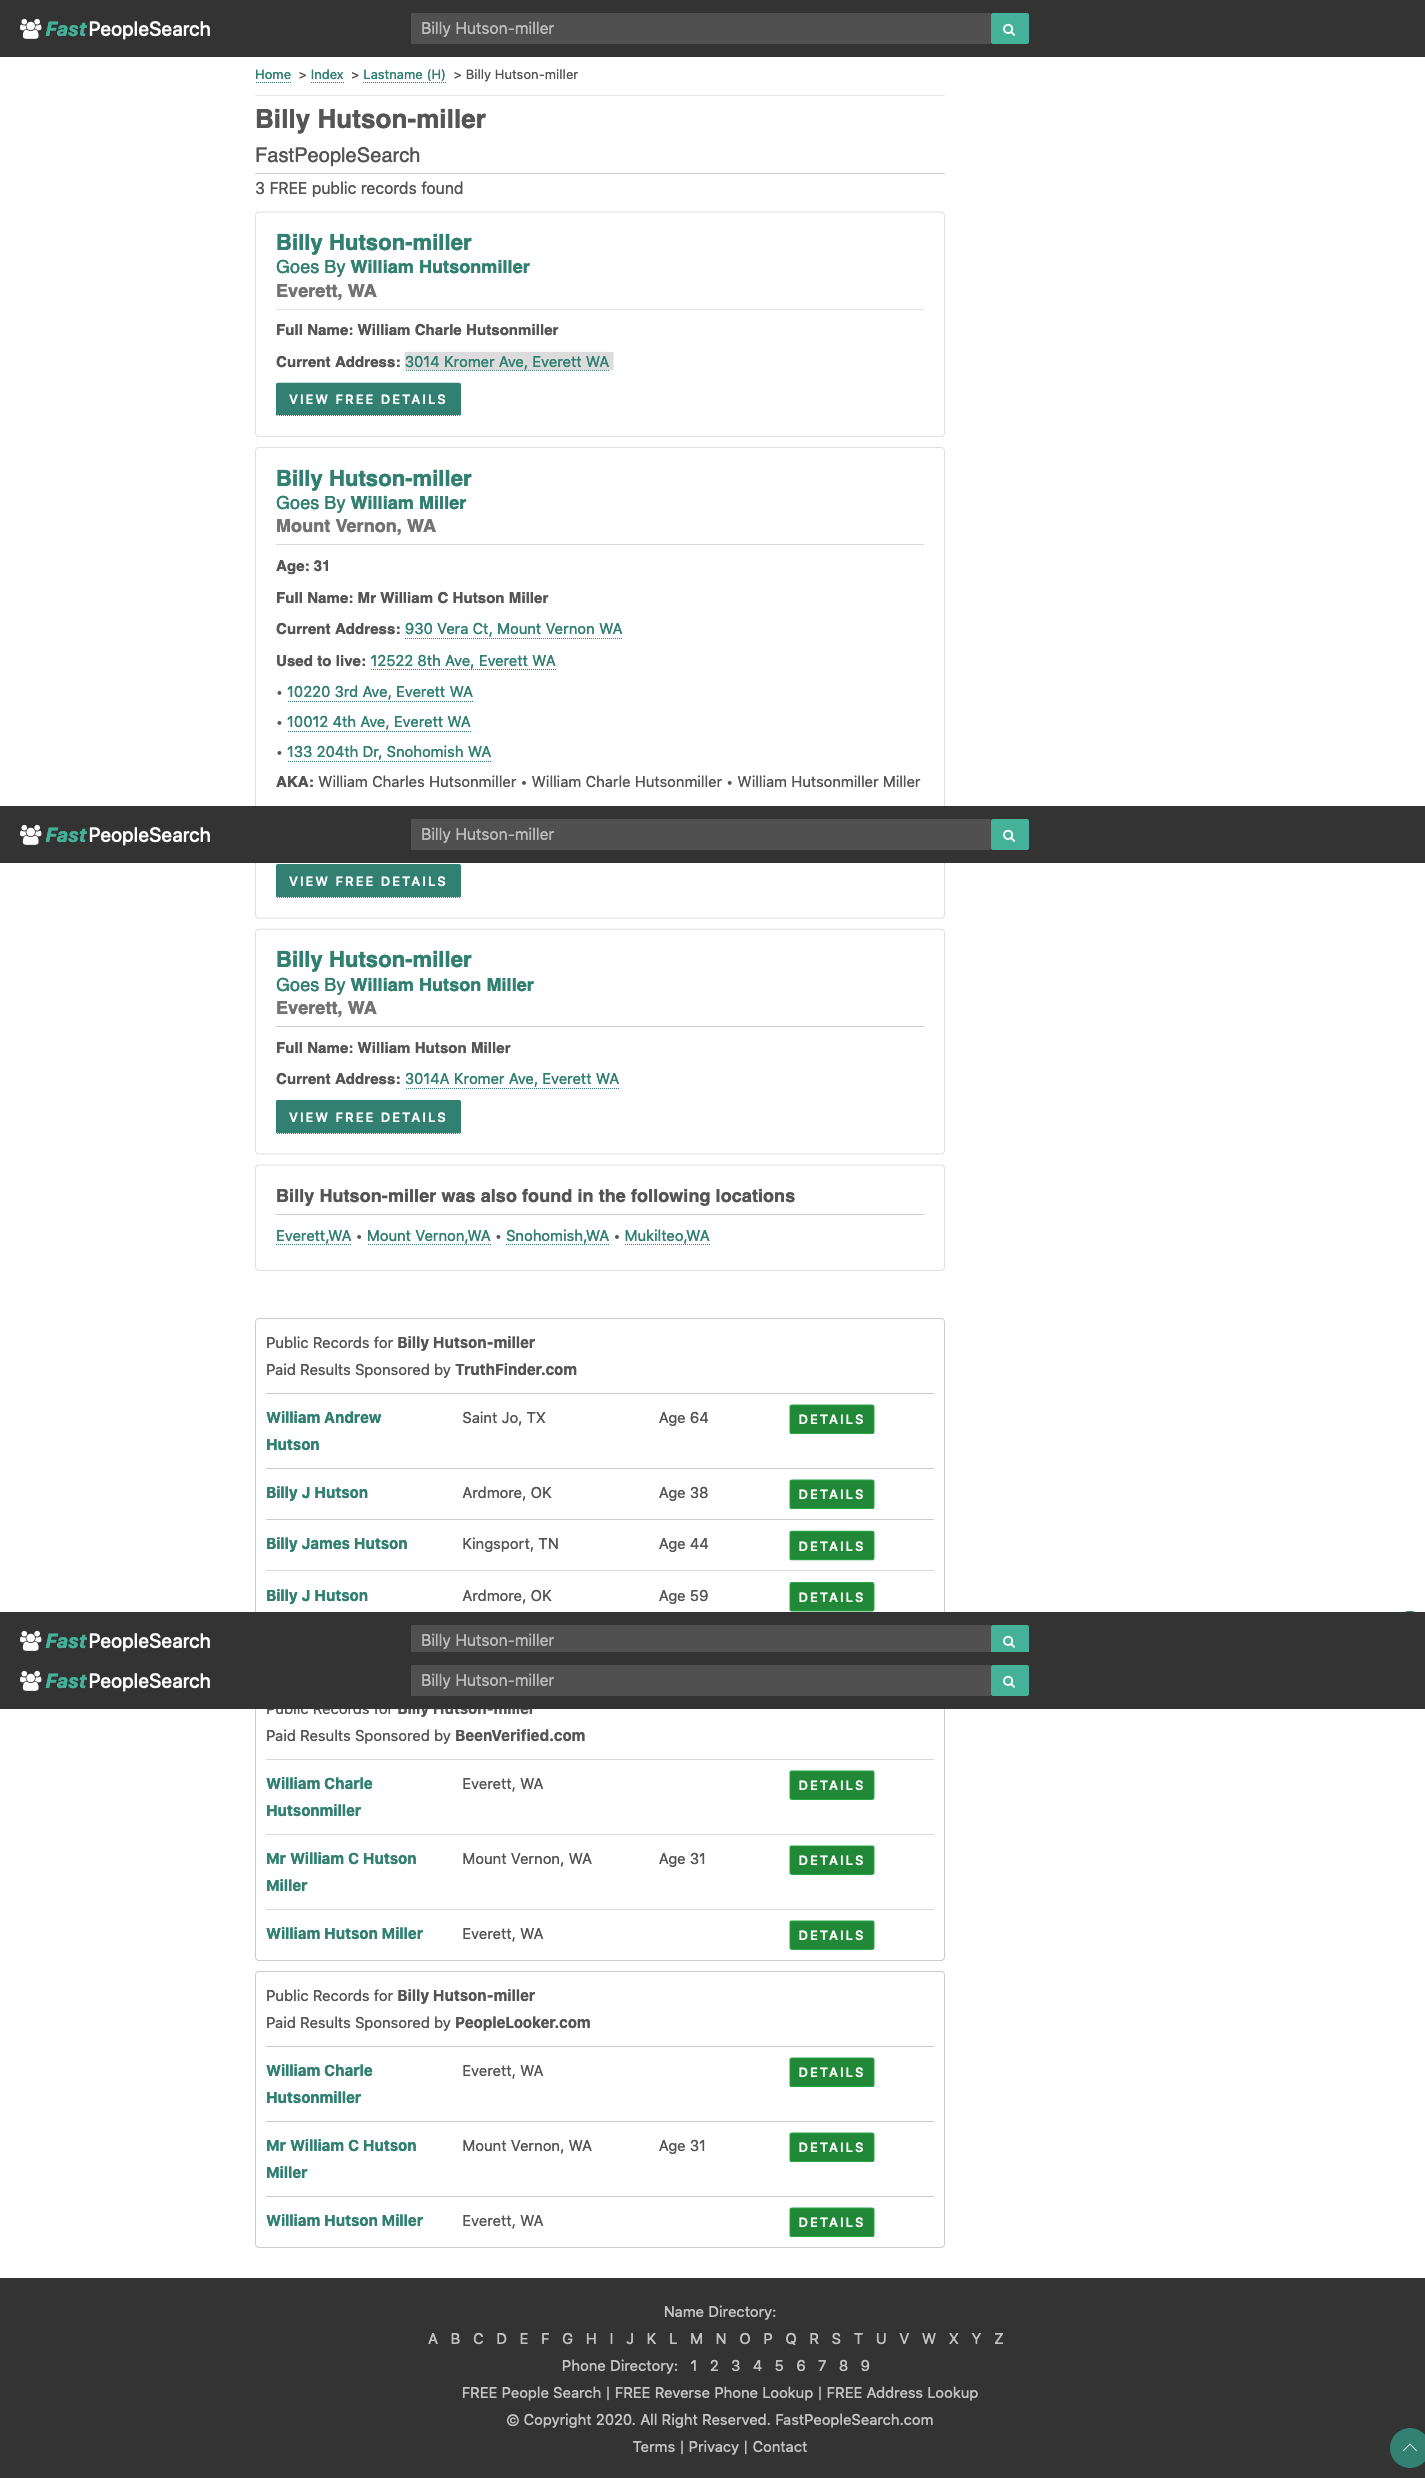 FastPeopleSearch
Billy Hutson-miller
Home > Index > Lastname (H) > Billy Hutson-miller
Billy Hutson-miller
FastPeopleSearch
3 FREE public records found
Billy Hutson-miller
Goes By William Hutsonmiller
Everett, WA
Full Name: William Charle Hutsonmiller
Current Address: 3014 Kromer Ave, Everett WA
VIEW FREE DETAILS
Billy Hutson-miller
Goes By William Miller
Mount Vernon, WA
Age: 31
Full Name: Mr William C Hutson Miller
Current Address: 930 Vera Ct, Mount Vernon WA
Used to live: 12522 8th Ave, Everett WA
• 10220 3rd Ave, Everett WA
• 10012 4th Ave, Everett WA
• 133 204th Dr, Snohomish WA
AKA: William Charles Hutsonmiller • William Charle Hutsonmiller • William Hutsonmiller Miller
FastPeopleSearch
Billy Hutson-miller
VIEW FREE DETAILS
Billy Hutson-miller
Goes By William Hutson Miller
Everett, WA
Full Name: William Hutson Miller
Current Address: 3014A Kromer Ave, Everett WA
VIEW FREE DETAILS
Billy Hutson-miller was also found in the following locations
Everett,WA • Mount Vernon,WA • Snohomish,WA • Mukilteo,WA
Public Records for Billy Hutson-miller
Paid Results Sponsored by TruthFinder.com
William Andrew Saint Jo, TX Age 64 DETAILS
Hutson
Billy J Hutson Ardmore, OK Age 38 DETAILS
Billy James Hutson Kingsport, TN Age 44 DETAILS
Billy J Hutson Ardmore, OK Age 59 DETAILS
FastPeopleSearch
Billy Hutson-miller
FastPeopleSearch
Billy Hutson-miller
Public Records for Billy Hutson-miller
Paid Results Sponsored by BeenVerified.com
William Charle Everett, WA DETAILS
Hutsonmiller
Mr William C Hutson Mount Vernon, WA Age 31 DETAILS
Miller
William Hutson Miller Everett, WA DETAILS
Public Records for Billy Hutson-miller
Paid Results Sponsored by PeopleLooker.com
William Charle Everett, WA DETAILS
Hutsonmiller
Mr William C Hutson Mount Vernon, WA Age 31 DETAILS
Miller
William Hutson Miller Everett, WA DETAILS
Name Directory:
A B C D E F G H I J K L M N O P Q R S T U V W X Y Z
Phone Directory: 1 2 3 4 5 6 7 8 9
FREE People Search | FREE Reverse Phone Lookup | FREE Address Lookup
© Copyright 2020. All Right Reserved. FastPeopleSearch.com
Terms | Privacy | Contact